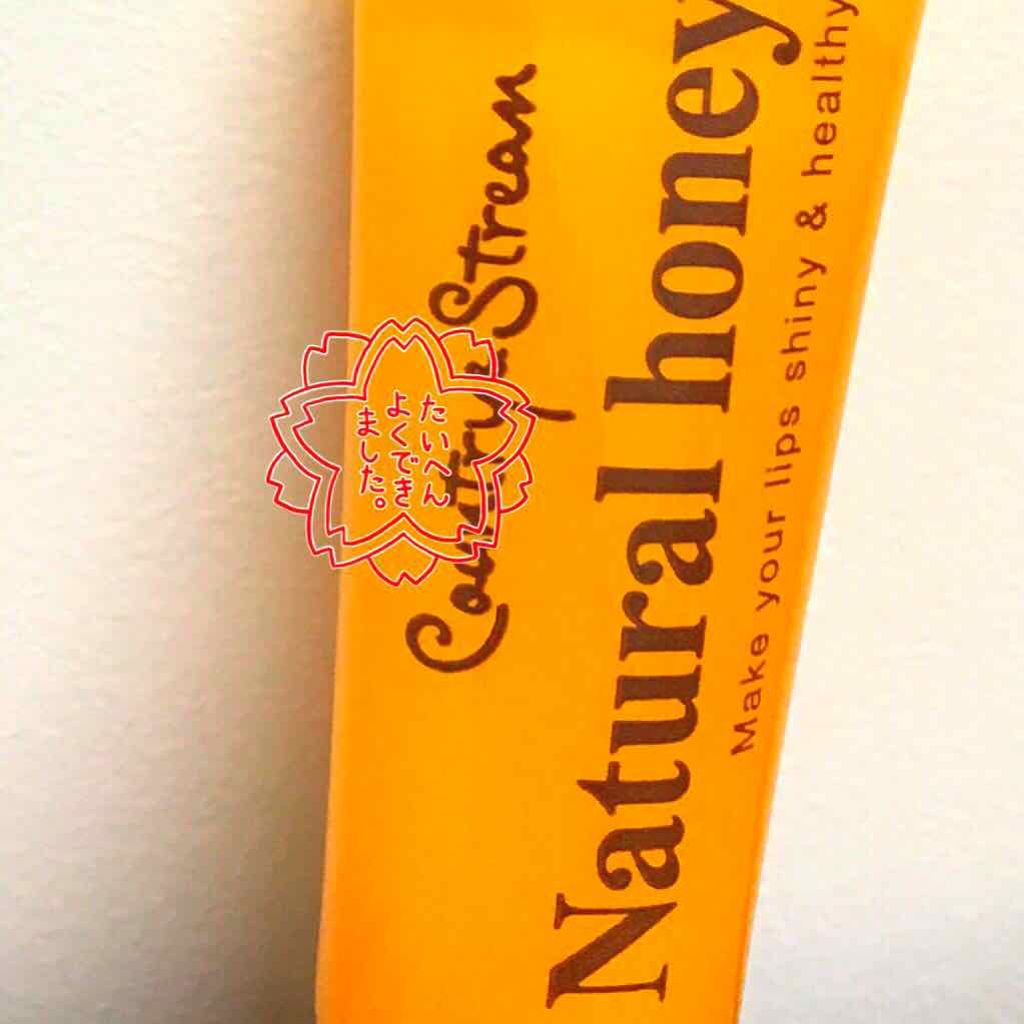 Country & Stream
Natural honey
Make your lips shiny & healthy
たいへん
よくでき
ました。